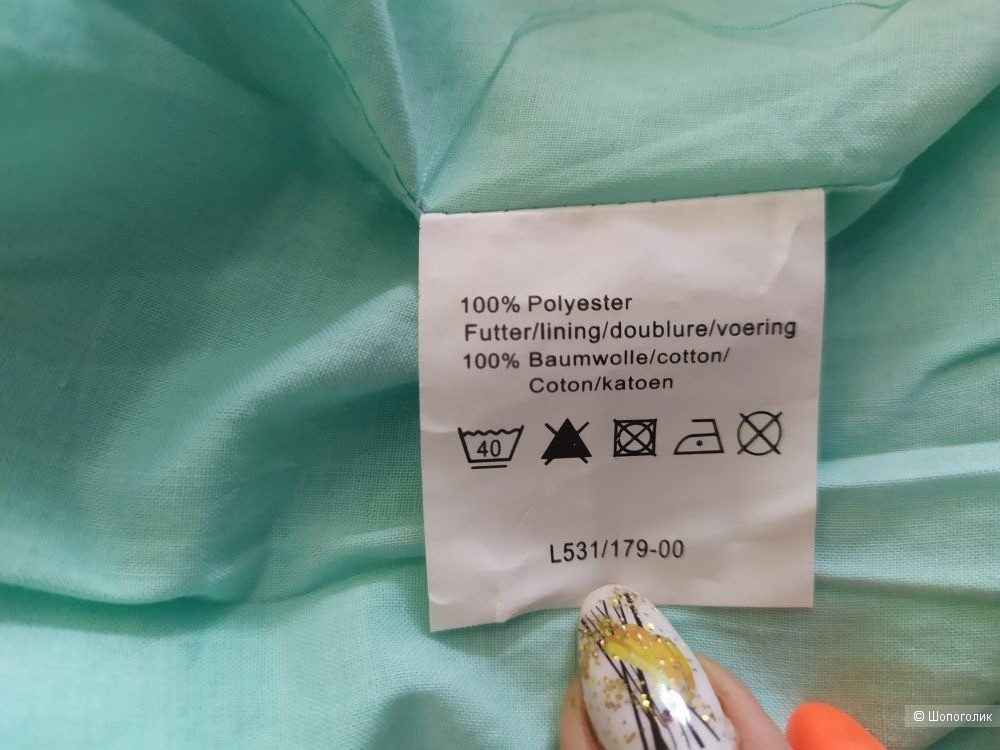 100% Polyester
Futter/lining/doublure/voering
100% Baumwolle/cotton/
Coton/katoen
40
L531/179-00
© Шопоголик